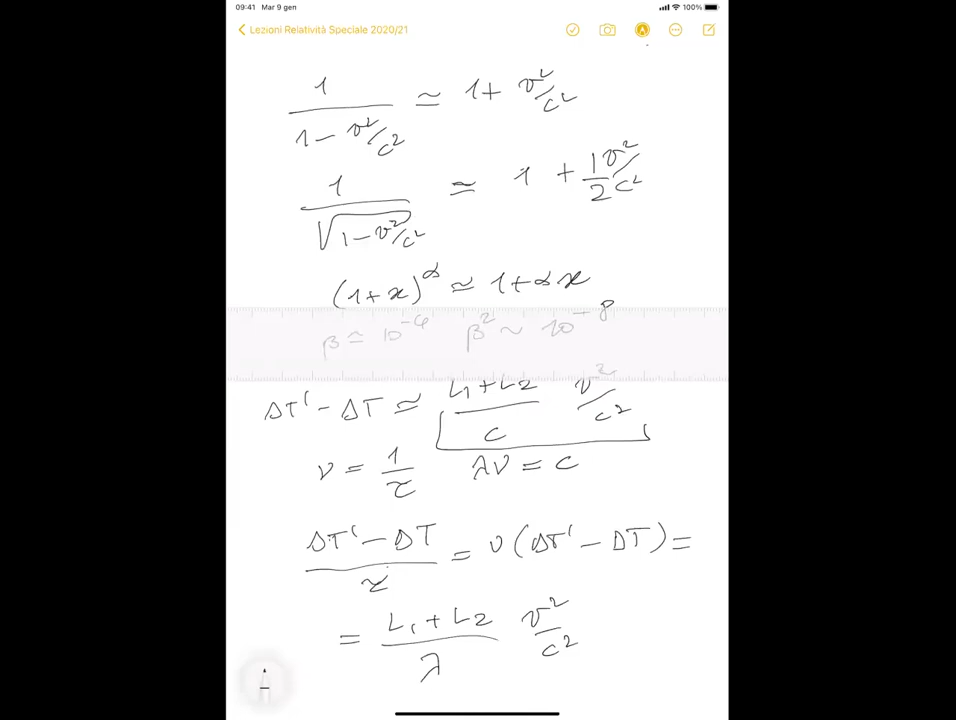 09:41 Mar 9 gen 100%
Lezioni Relatività Speciale 2020/21
1/(1 − v²/c²) ≃ 1 + v²/c²
1/√(1 − v²/c²) ≃ 1 + 1/2 v²/c²
(1+x)^α ≃ 1+αx
β ≃ 10⁻⁴ β² ~ 10⁻⁸
ΔT' − ΔT ≃ (L₁+L₂)/c v²/c²
ν = 1/τ λν = c
(ΔT' − ΔT)/τ = ν(ΔT' − ΔT) =
= (L₁+L₂)/λ v²/c²